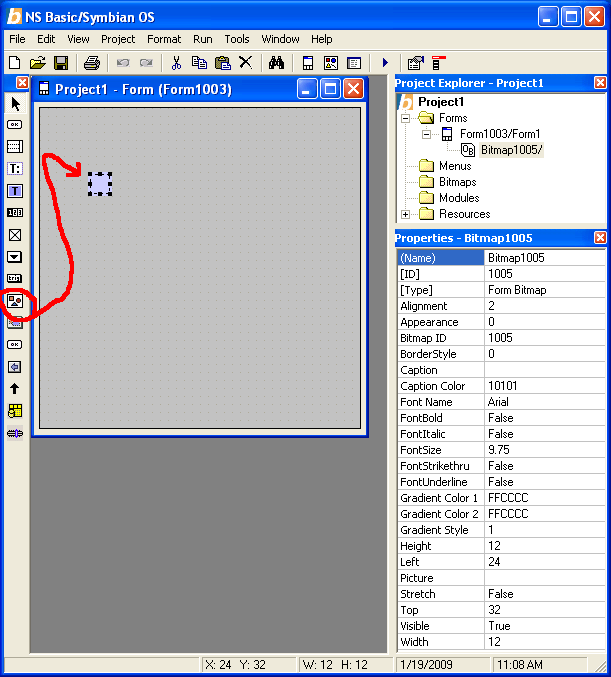 NS Basic/Symbian OS
File Edit View Project Format Run Tools Window Help
Project1 - Form (Form1003)
Project Explorer - Project1
Project1
Forms
Form1003/Form1
Bitmap1005/
Menus
Bitmaps
Modules
Resources
Properties - Bitmap1005
(Name) Bitmap1005
[ID] 1005
[Type] Form Bitmap
Alignment 2
Appearance 0
Bitmap ID 1005
BorderStyle 0
Caption
Caption Color 10101
Font Name Arial
FontBold False
FontItalic False
FontSize 9.75
FontStrikethru False
FontUnderline False
Gradient Color 1 FFCCCC
Gradient Color 2 FFCCCC
Gradient Style 1
Height 12
Left 24
Picture
Stretch False
Top 32
Visible True
Width 12
X: 24 Y: 32 W: 12 H: 12 1/19/2009 11:08 AM